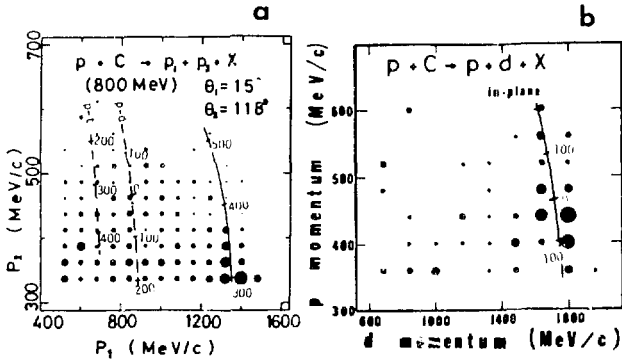 a
p + C → p₁ + p₂ + X
(800 MeV)
θ₁ = 15°
θ₂ = 118°
700
500
300
P₂ (MeV/c)
200
300
400
100
0
100
200
500
400
300
400 800 1200 1600
P₁ (MeV/c)
b
p + C → p + d + X
in-plane
600
500
400
300
p momentum (MeV/c)
100
100
1000 1400 1800
d momentum (MeV/c)